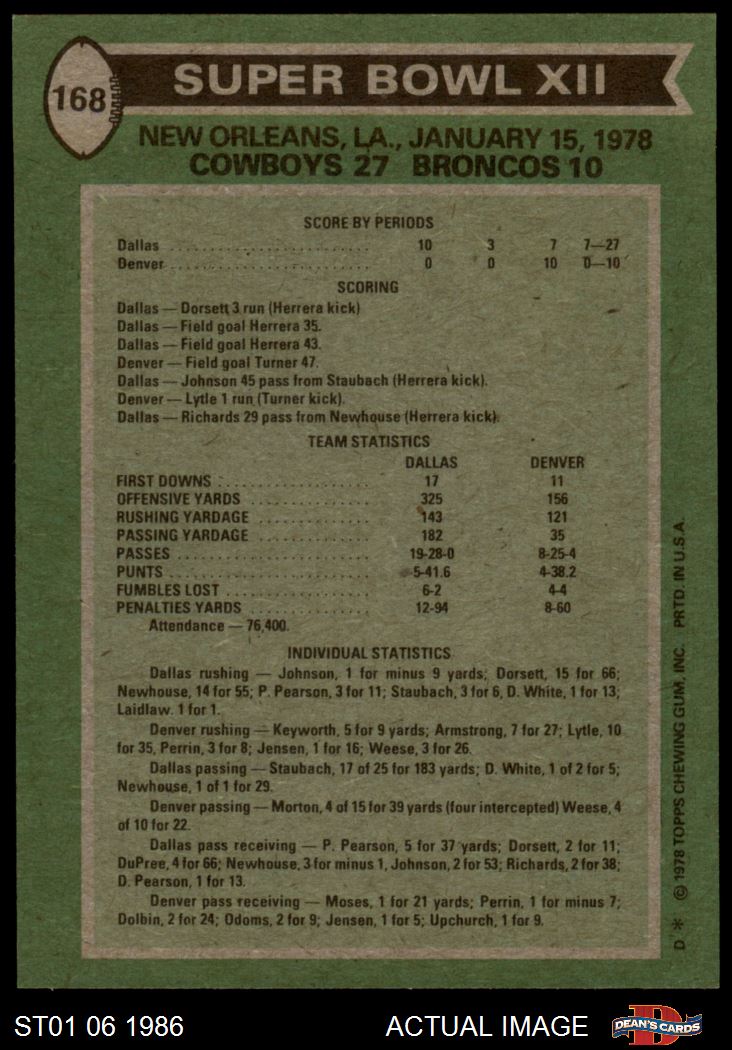 168
SUPER BOWL XII
NEW ORLEANS, LA., JANUARY 15, 1978
COWBOYS 27 BRONCOS 10
SCORE BY PERIODS
Dallas ........................ 10 3 7 7—27
Denver ........................ 0 0 10 0—10
SCORING
Dallas — Dorsett 3 run (Herrera kick)
Dallas — Field goal Herrera 35.
Dallas — Field goal Herrera 43.
Denver — Field goal Turner 47.
Dallas — Johnson 45 pass from Staubach (Herrera kick).
Denver — Lytle 1 run (Turner kick).
Dallas — Richards 29 pass from Newhouse (Herrera kick).
TEAM STATISTICS
DALLAS DENVER
FIRST DOWNS .................. 17 11
OFFENSIVE YARDS .............. 325 156
RUSHING YARDAGE .............. 143 121
PASSING YARDAGE .............. 182 35
PASSES ....................... 19-28-0 8-25-4
PUNTS ........................ 5-41.6 4-38.2
FUMBLES LOST ................. 6-2 4-4
PENALTIES YARDS .............. 12-94 8-60
Attendance — 76,400.
INDIVIDUAL STATISTICS
Dallas rushing — Johnson, 1 for minus 9 yards; Dorsett, 15 for 66;
Newhouse, 14 for 55; P. Pearson, 3 for 11; Staubach, 3 for 6, D. White, 1 for 13;
Laidlaw. 1 for 1.
Denver rushing — Keyworth, 5 for 9 yards; Armstrong, 7 for 27; Lytle, 10
for 35, Perrin, 3 for 8; Jensen, 1 for 16; Weese, 3 for 26.
Dallas passing — Staubach, 17 of 25 for 183 yards; D. White, 1 of 2 for 5;
Newhouse, 1 of 1 for 29.
Denver passing — Morton, 4 of 15 for 39 yards (four intercepted) Weese, 4
of 10 for 22.
Dallas pass receiving — P. Pearson, 5 for 37 yards; Dorsett, 2 for 11;
DuPree, 4 for 66; Newhouse, 3 for minus 1, Johnson, 2 for 53; Richards, 2 for 38;
D. Pearson, 1 for 13.
Denver pass receiving — Moses, 1 for 21 yards; Perrin, 1 for minus 7;
Dolbin, 2 for 24; Odoms, 2 for 9; Jensen, 1 for 5; Upchurch, 1 for 9.
D * © 1978 TOPPS CHEWING GUM, INC. PRTD. IN U.S.A.
ST01 06 1986 ACTUAL IMAGE
D
DEAN'S CARDS